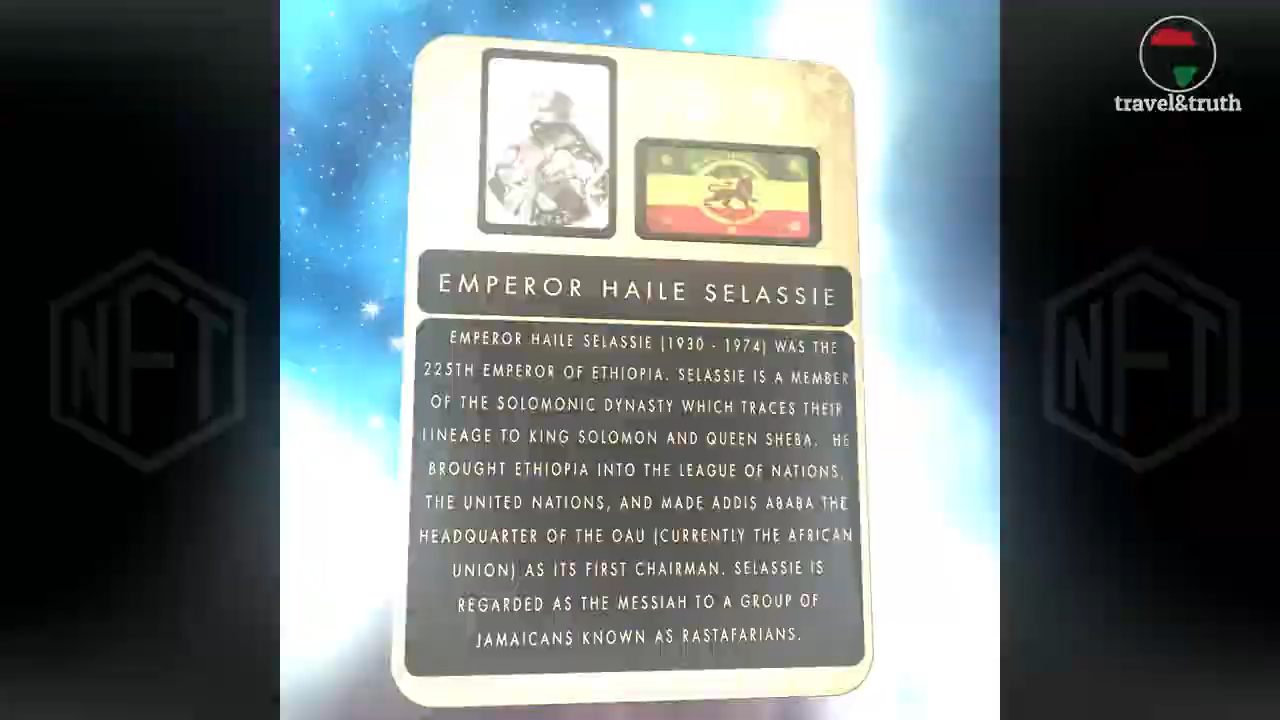 travel&truth
EMPEROR HAILE SELASSIE
EMPEROR HAILE SELASSIE (1930 - 1974) WAS THE
225TH EMPEROR OF ETHIOPIA. SELASSIE IS A MEMBER
OF THE SOLOMONIC DYNASTY WHICH TRACES THEIR
LINEAGE TO KING SOLOMON AND QUEEN SHEBA. HE
BROUGHT ETHIOPIA INTO THE LEAGUE OF NATIONS,
THE UNITED NATIONS, AND MADE ADDIS ABABA THE
HEADQUARTER OF THE OAU (CURRENTLY THE AFRICAN
UNION) AS ITS FIRST CHAIRMAN. SELASSIE IS
REGARDED AS THE MESSIAH TO A GROUP OF
JAMAICANS KNOWN AS RASTAFARIANS.
NFT
NFT